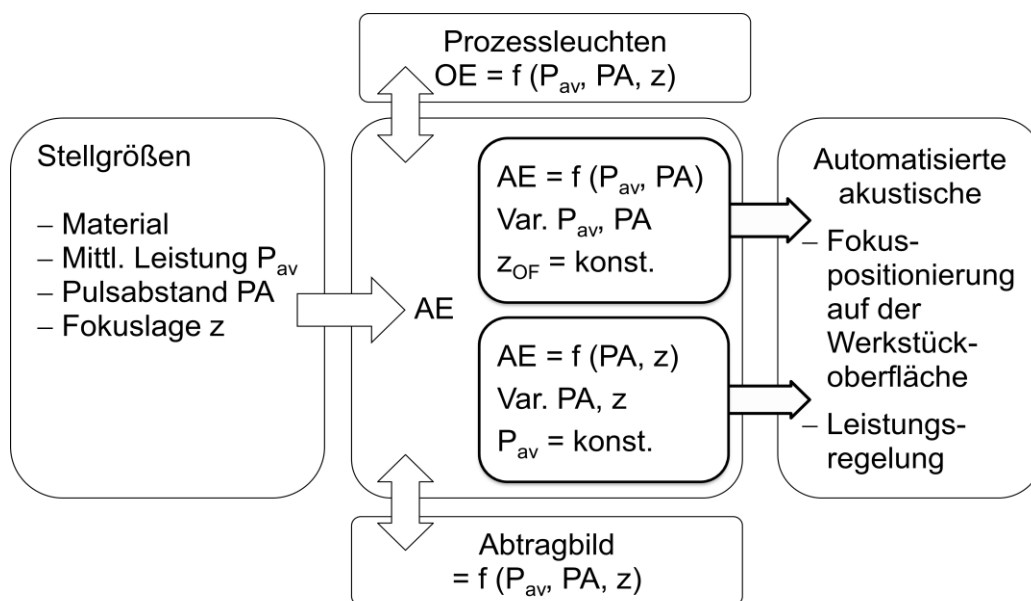 Prozessleuchten
OE = f (Pav, PA, z)
Stellgrößen
– Material
– Mittl. Leistung Pav
– Pulsabstand PA
– Fokuslage z
AE
AE = f (Pav, PA)
Var. Pav, PA
zOF = konst.
AE = f (PA, z)
Var. PA, z
Pav = konst.
Automatisierte
akustische
– Fokus-
positionierung
auf der
Werkstück-
oberfläche
– Leistungs-
regelung
Abtragbild
= f (Pav, PA, z)